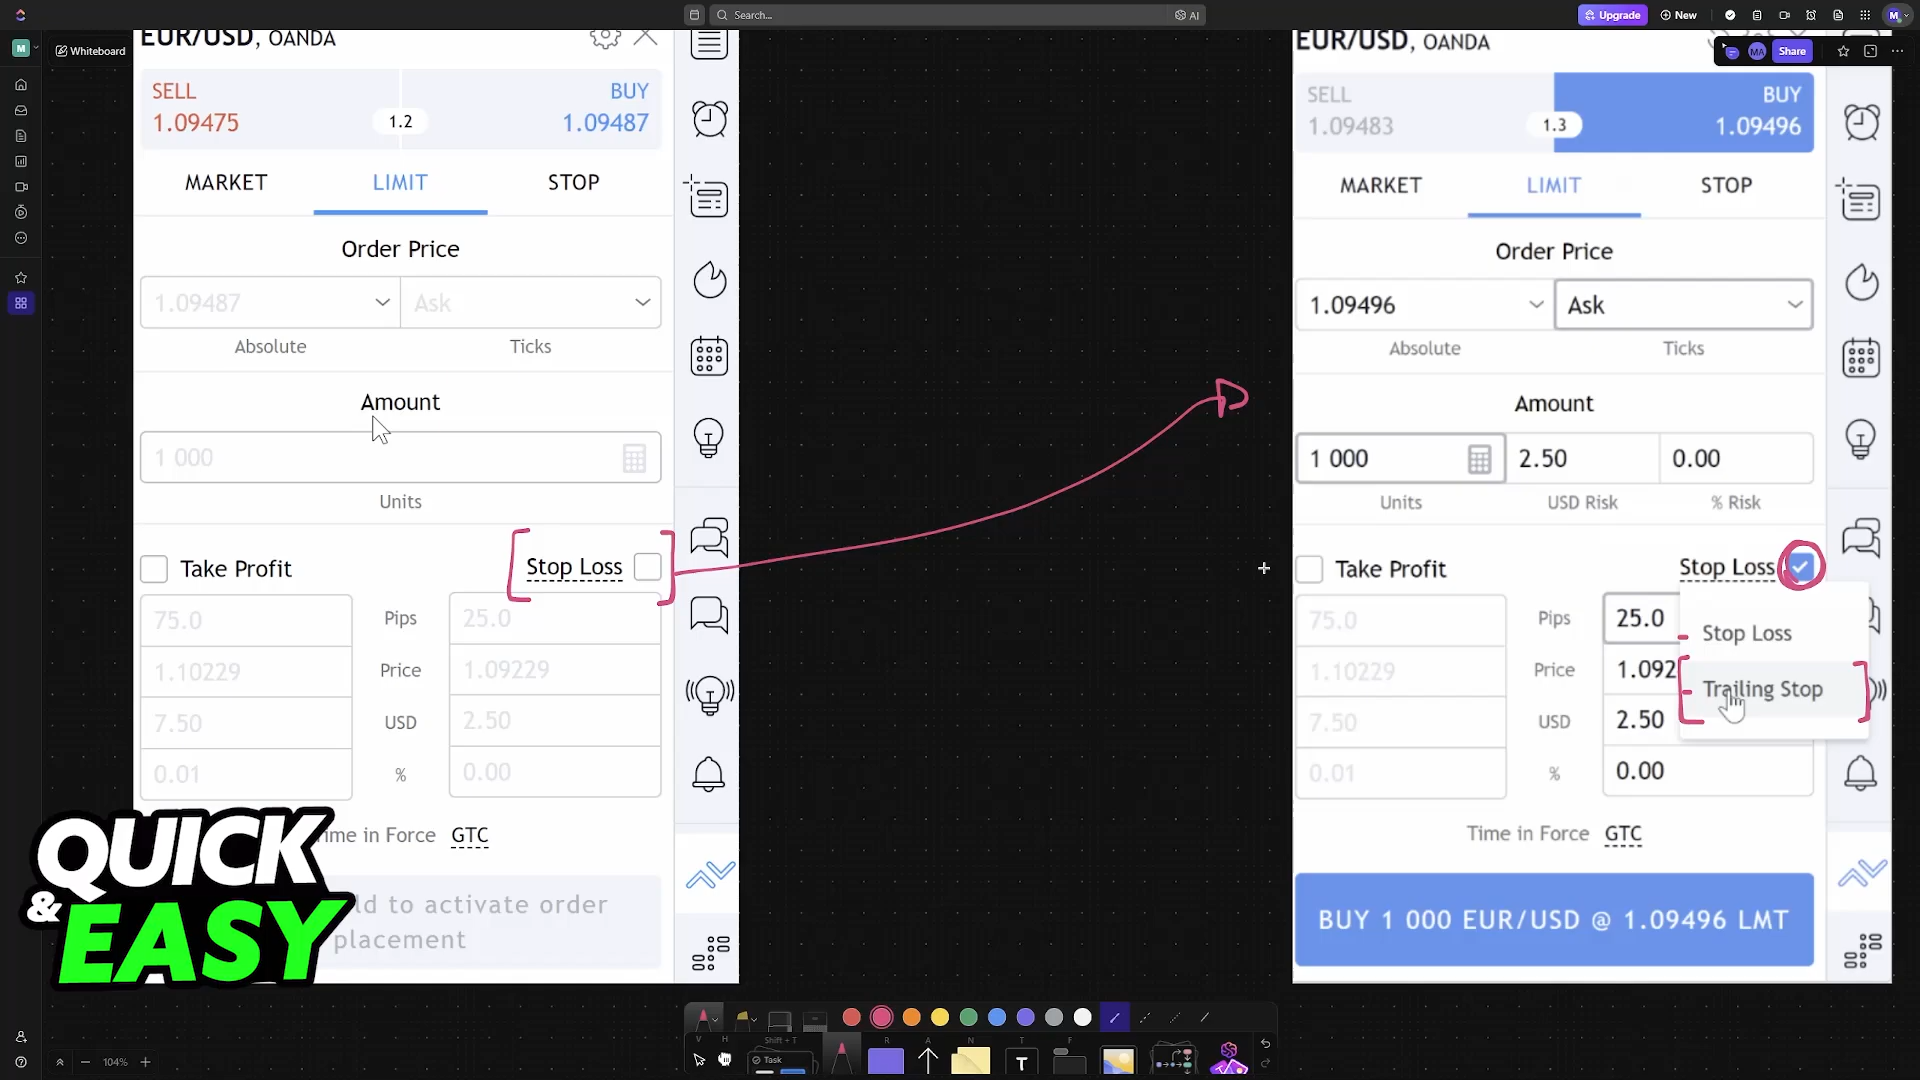 Search...
AI
Upgrade
New
M
M
Whiteboard
MA
Share
EUR/USD, OANDA
SELL
1.09475
1.2
BUY
1.09487
MARKET
LIMIT
STOP
Order Price
1.09487
Ask
Absolute
Ticks
Amount
1 000
Units
Take Profit
Stop Loss
75.0
Pips
25.0
1.10229
Price
1.09229
7.50
USD
2.50
0.01
%
0.00
ime in Force GTC
ld to activate order
placement
QUICK
& EASY
EUR/USD, OANDA
SELL
1.09483
1.3
BUY
1.09496
MARKET
LIMIT
STOP
Order Price
1.09496
Ask
Absolute
Ticks
Amount
1 000
2.50
0.00
Units
USD Risk
% Risk
Take Profit
Stop Loss
75.0
Pips
25.0
Stop Loss
1.10229
Price
1.092
Trailing Stop
7.50
USD
2.50
0.01
%
0.00
Time in Force GTC
BUY 1 000 EUR/USD @ 1.09496 LMT
V
H
Shift + T
R
A
N
T
F
Task
T
104%